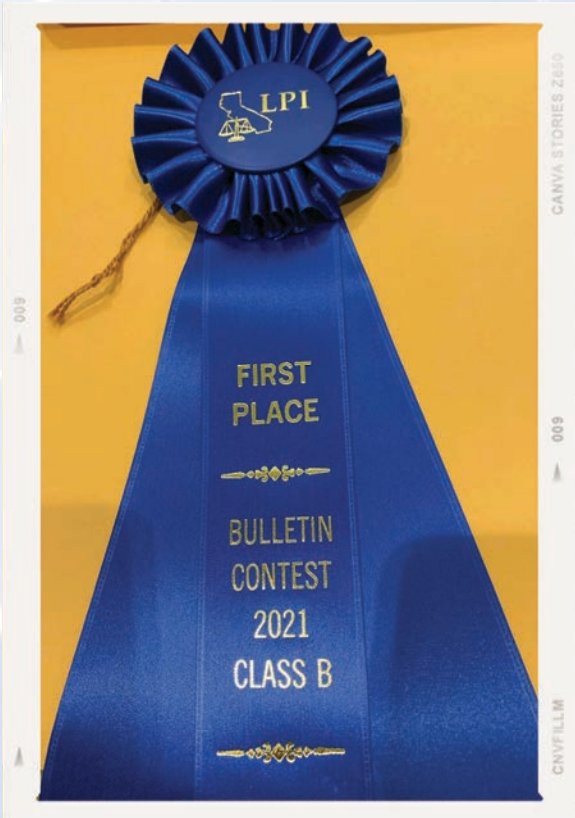 LPI
FIRST
PLACE
BULLETIN
CONTEST
2021
CLASS B
CANVA STORIES Z650
009
009
CNVFILLM